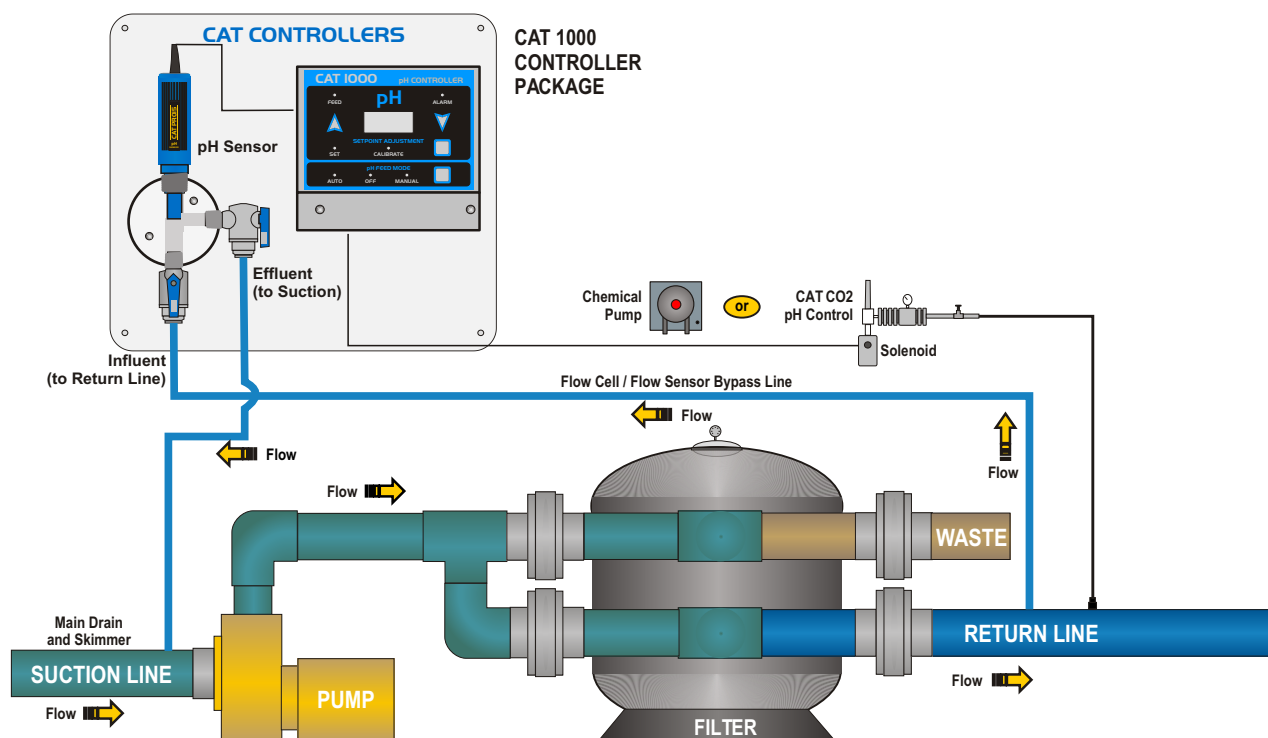 CAT CONTROLLERS
CAT 1000
CONTROLLER
PACKAGE
CAT 1000
pH CONTROLLER
FEED
pH
ALARM
SETPOINT ADJUSTMENT
SET
CALIBRATE
pH FEED MODE
AUTO
OFF
MANUAL
pH Sensor
Effluent
(to Suction)
Influent
(to Return Line)
Chemical
Pump
or
CAT CO2
pH Control
Solenoid
Flow Cell / Flow Sensor Bypass Line
Flow
Flow
Flow
Flow
WASTE
Main Drain
and Skimmer
SUCTION LINE
RETURN LINE
PUMP
Flow
Flow
FILTER